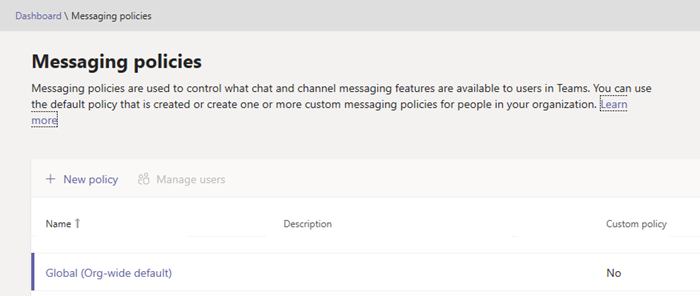 Dashboard \ Messaging policies
Messaging policies
Messaging policies are used to control what chat and channel messaging features are available to users in Teams. You can use
the default policy that is created or create one or more custom messaging policies for people in your organization. Learn
more
+ New policy Manage users
Name ↑ Description Custom policy
Global (Org-wide default) No